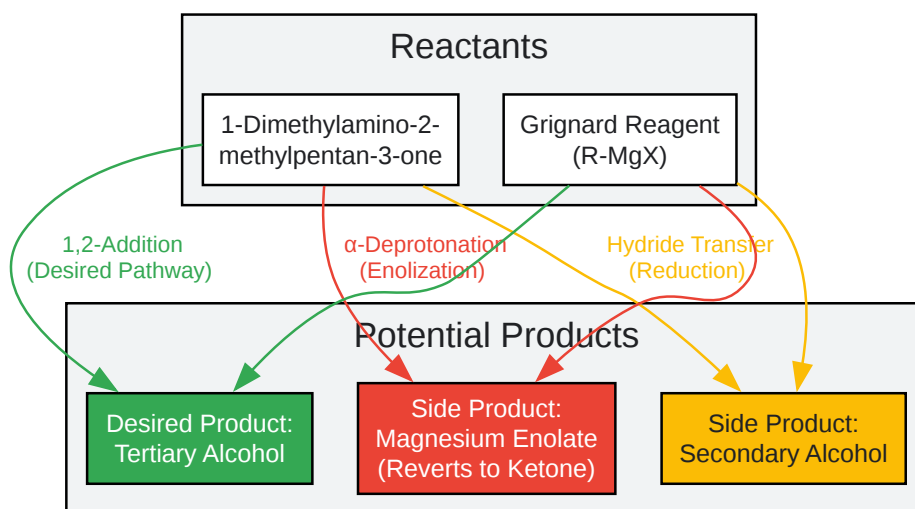 Reactants
1-Dimethylamino-2-
methylpentan-3-one
Grignard Reagent
(R-MgX)
1,2-Addition
(Desired Pathway)
α-Deprotonation
(Enolization)
Hydride Transfer
(Reduction)
Potential Products
Desired Product:
Tertiary Alcohol
Side Product:
Magnesium Enolate
(Reverts to Ketone)
Side Product:
Secondary Alcohol